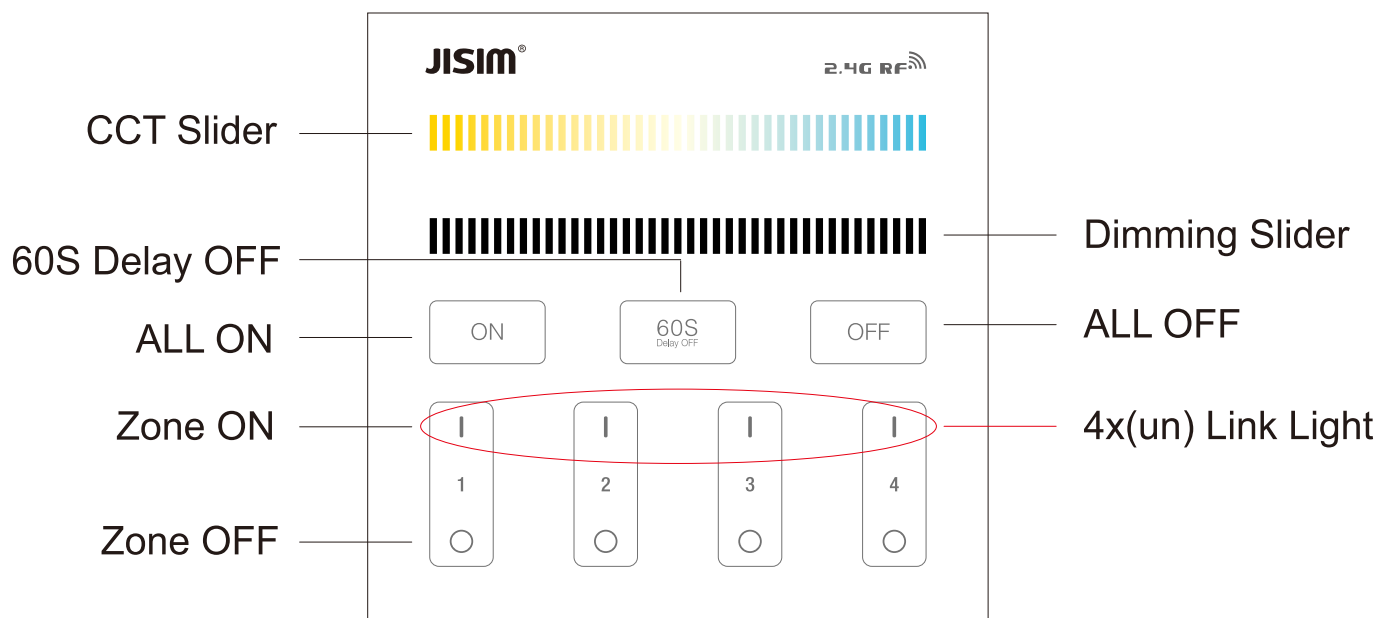 JISIM®
2.4G RF
CCT Slider
Dimming Slider
60S Delay OFF
ALL ON
ON
60S
Delay OFF
OFF
ALL OFF
Zone ON
I
I
I
I
4x(un) Link Light
1
2
3
4
Zone OFF